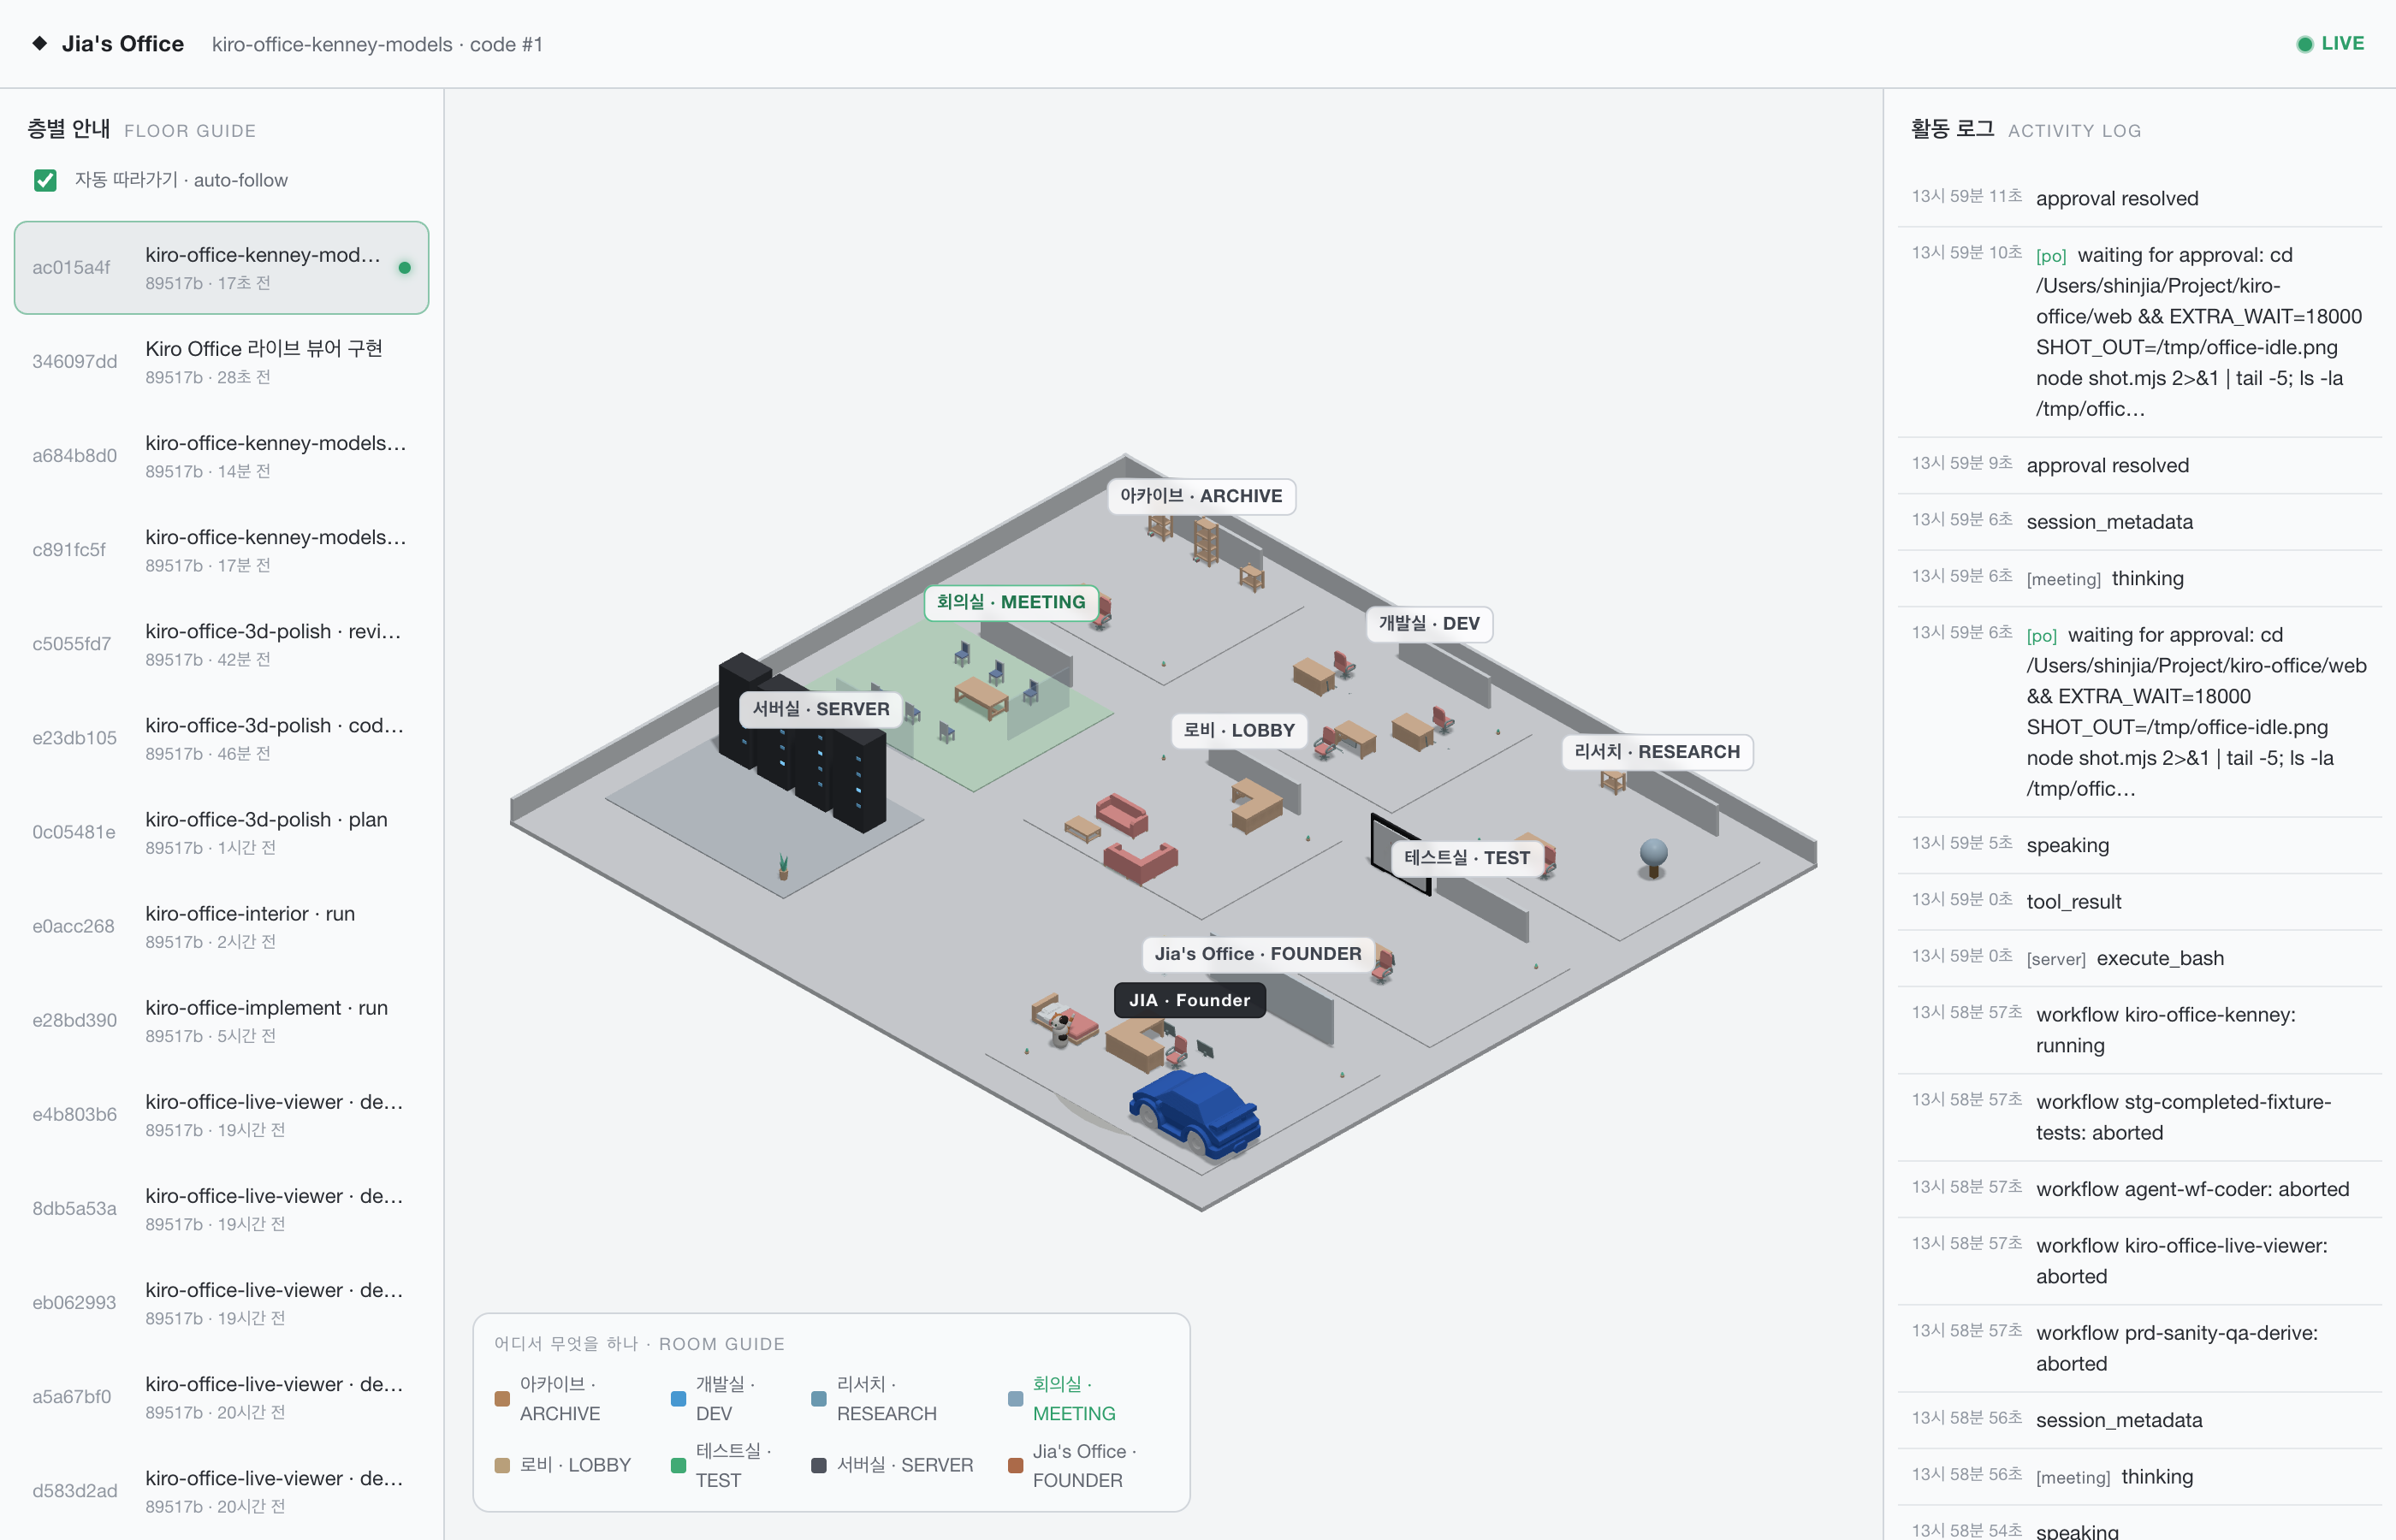 ◆ Jia's Office kiro-office-kenney-models · code #1
LIVE
층별 안내 FLOOR GUIDE
자동 따라가기 · auto-follow
ac015a4f
kiro-office-kenney-mod…
89517b · 17초 전
346097dd
Kiro Office 라이브 뷰어 구현
89517b · 28초 전
a684b8d0
kiro-office-kenney-models…
89517b · 14분 전
c891fc5f
kiro-office-kenney-models…
89517b · 17분 전
c5055fd7
kiro-office-3d-polish · revi…
89517b · 42분 전
e23db105
kiro-office-3d-polish · cod…
89517b · 46분 전
0c05481e
kiro-office-3d-polish · plan
89517b · 1시간 전
e0acc268
kiro-office-interior · run
89517b · 2시간 전
e28bd390
kiro-office-implement · run
89517b · 5시간 전
e4b803b6
kiro-office-live-viewer · de…
89517b · 19시간 전
8db5a53a
kiro-office-live-viewer · de…
89517b · 19시간 전
eb062993
kiro-office-live-viewer · de…
89517b · 19시간 전
a5a67bf0
kiro-office-live-viewer · de…
89517b · 20시간 전
d583d2ad
kiro-office-live-viewer · de…
89517b · 20시간 전
아카이브 · ARCHIVE
회의실 · MEETING
개발실 · DEV
서버실 · SERVER
로비 · LOBBY
리서치 · RESEARCH
테스트실 · TEST
Jia's Office · FOUNDER
JIA · Founder
어디서 무엇을 하나 · ROOM GUIDE
아카이브 ·
ARCHIVE
개발실 ·
DEV
리서치 ·
RESEARCH
회의실 ·
MEETING
로비 · LOBBY
테스트실 ·
TEST
서버실 · SERVER
Jia's Office ·
FOUNDER
활동 로그 ACTIVITY LOG
13시 59분 11초 approval resolved
13시 59분 10초 [po] waiting for approval: cd
/Users/shinjia/Project/kiro-
office/web && EXTRA_WAIT=18000
SHOT_OUT=/tmp/office-idle.png
node shot.mjs 2>&1 | tail -5; ls -la
/tmp/offic…
13시 59분 9초 approval resolved
13시 59분 6초 session_metadata
13시 59분 6초 [meeting] thinking
13시 59분 6초 [po] waiting for approval: cd
/Users/shinjia/Project/kiro-office/web
&& EXTRA_WAIT=18000
SHOT_OUT=/tmp/office-idle.png
node shot.mjs 2>&1 | tail -5; ls -la
/tmp/offic…
13시 59분 5초 speaking
13시 59분 0초 tool_result
13시 59분 0초 [server] execute_bash
13시 58분 57초 workflow kiro-office-kenney:
running
13시 58분 57초 workflow stg-completed-fixture-
tests: aborted
13시 58분 57초 workflow agent-wf-coder: aborted
13시 58분 57초 workflow kiro-office-live-viewer:
aborted
13시 58분 57초 workflow prd-sanity-qa-derive:
aborted
13시 58분 56초 session_metadata
13시 58분 56초 [meeting] thinking
13시 58분 54초 speaking